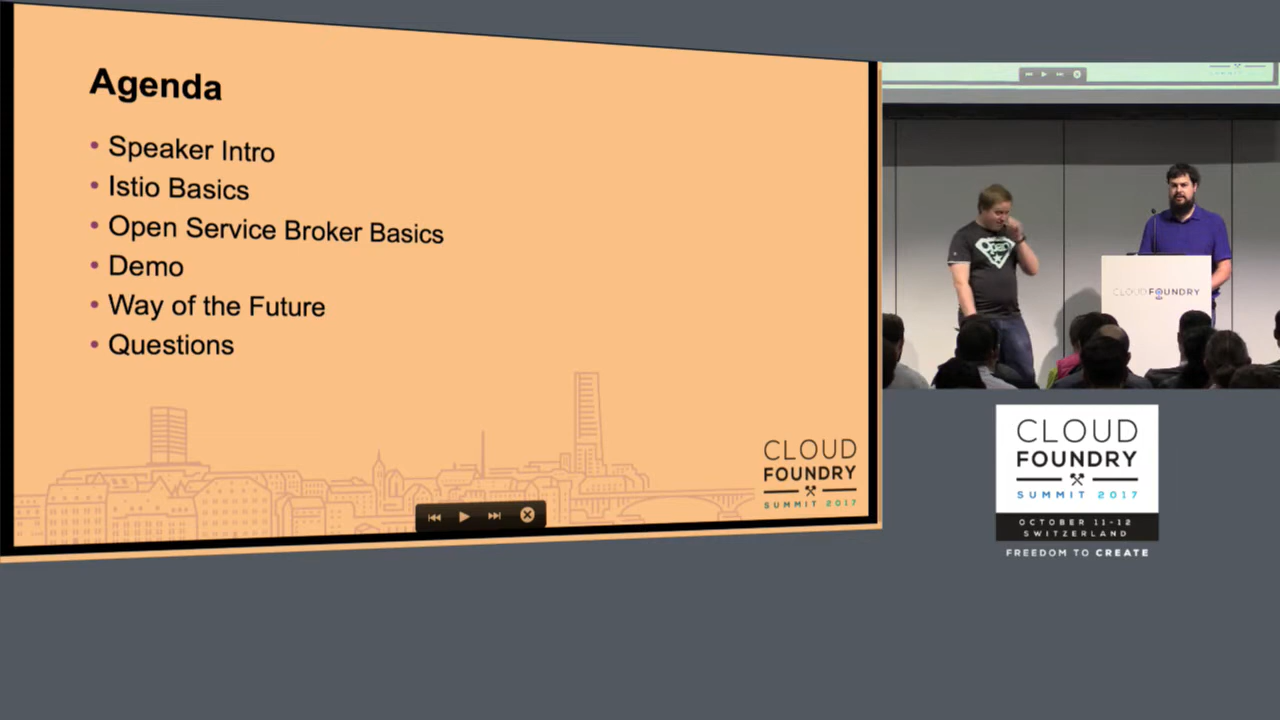 Agenda
• Speaker Intro
• Istio Basics
• Open Service Broker Basics
• Demo
• Way of the Future
• Questions
CLOUD
FOUNDRY
SUMMIT 2017
Open
CLOUD FOUNDRY
CLOUD
FOUNDRY
SUMMIT 2017
OCTOBER 11-12
SWITZERLAND
FREEDOM TO CREATE